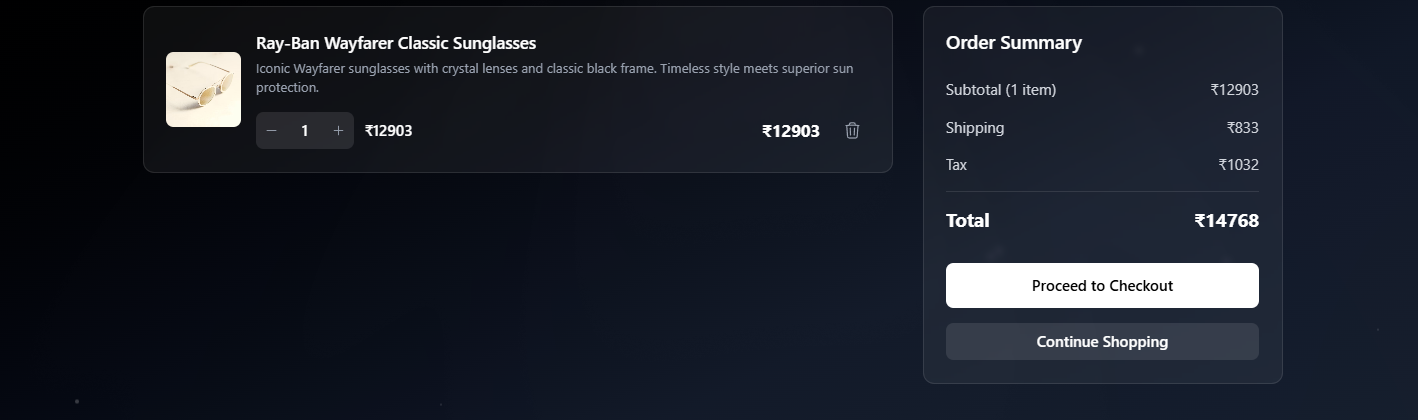 Ray-Ban Wayfarer Classic Sunglasses
Iconic Wayfarer sunglasses with crystal lenses and classic black frame. Timeless style meets superior sun
protection.
− 1 + ₹12903 ₹12903
Order Summary
Subtotal (1 item) ₹12903
Shipping ₹833
Tax ₹1032
Total ₹14768
Proceed to Checkout
Continue Shopping